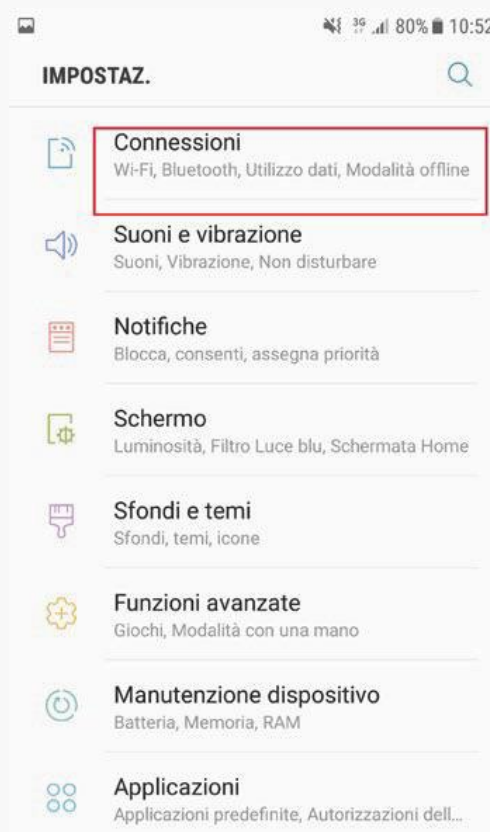 3G 80% 10:52
IMPOSTAZ.
Connessioni
Wi-Fi, Bluetooth, Utilizzo dati, Modalità offline
Suoni e vibrazione
Suoni, Vibrazione, Non disturbare
Notifiche
Blocca, consenti, assegna priorità
Schermo
Luminosità, Filtro Luce blu, Schermata Home
Sfondi e temi
Sfondi, temi, icone
Funzioni avanzate
Giochi, Modalità con una mano
Manutenzione dispositivo
Batteria, Memoria, RAM
Applicazioni
Applicazioni predefinite, Autorizzazioni dell...